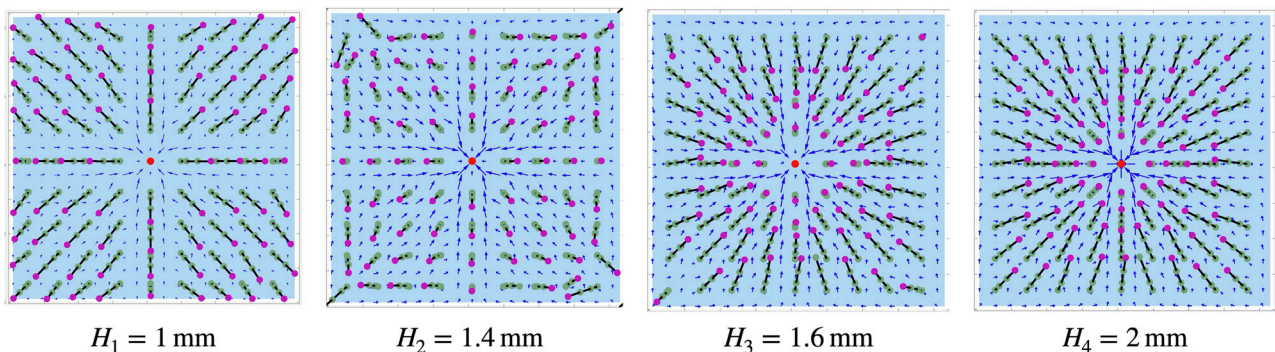 H₁ = 1 mm
H₂ = 1.4 mm
H₃ = 1.6 mm
H₄ = 2 mm